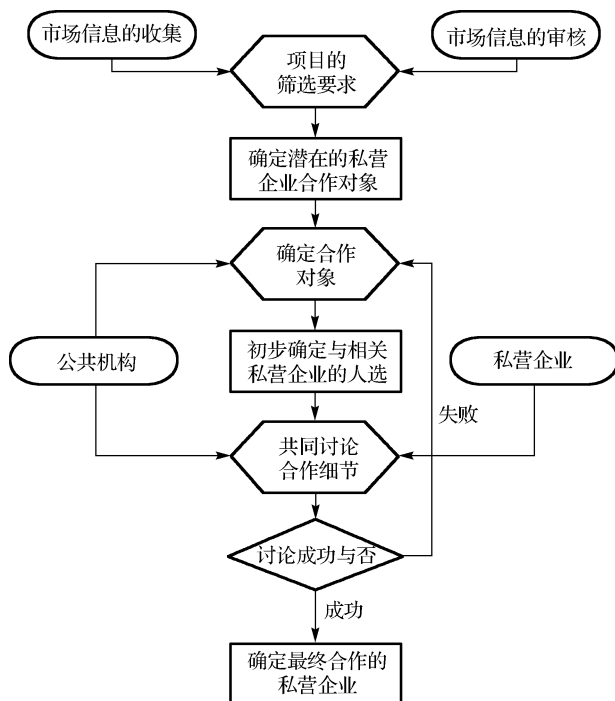 市场信息的收集
市场信息的审核
项目的
筛选要求
确定潜在的私营
企业合作对象
确定合作
对象
公共机构
初步确定与相关
私营企业的人选
私营企业
失败
共同讨论
合作细节
讨论成功与否
成功
确定最终合作的
私营企业